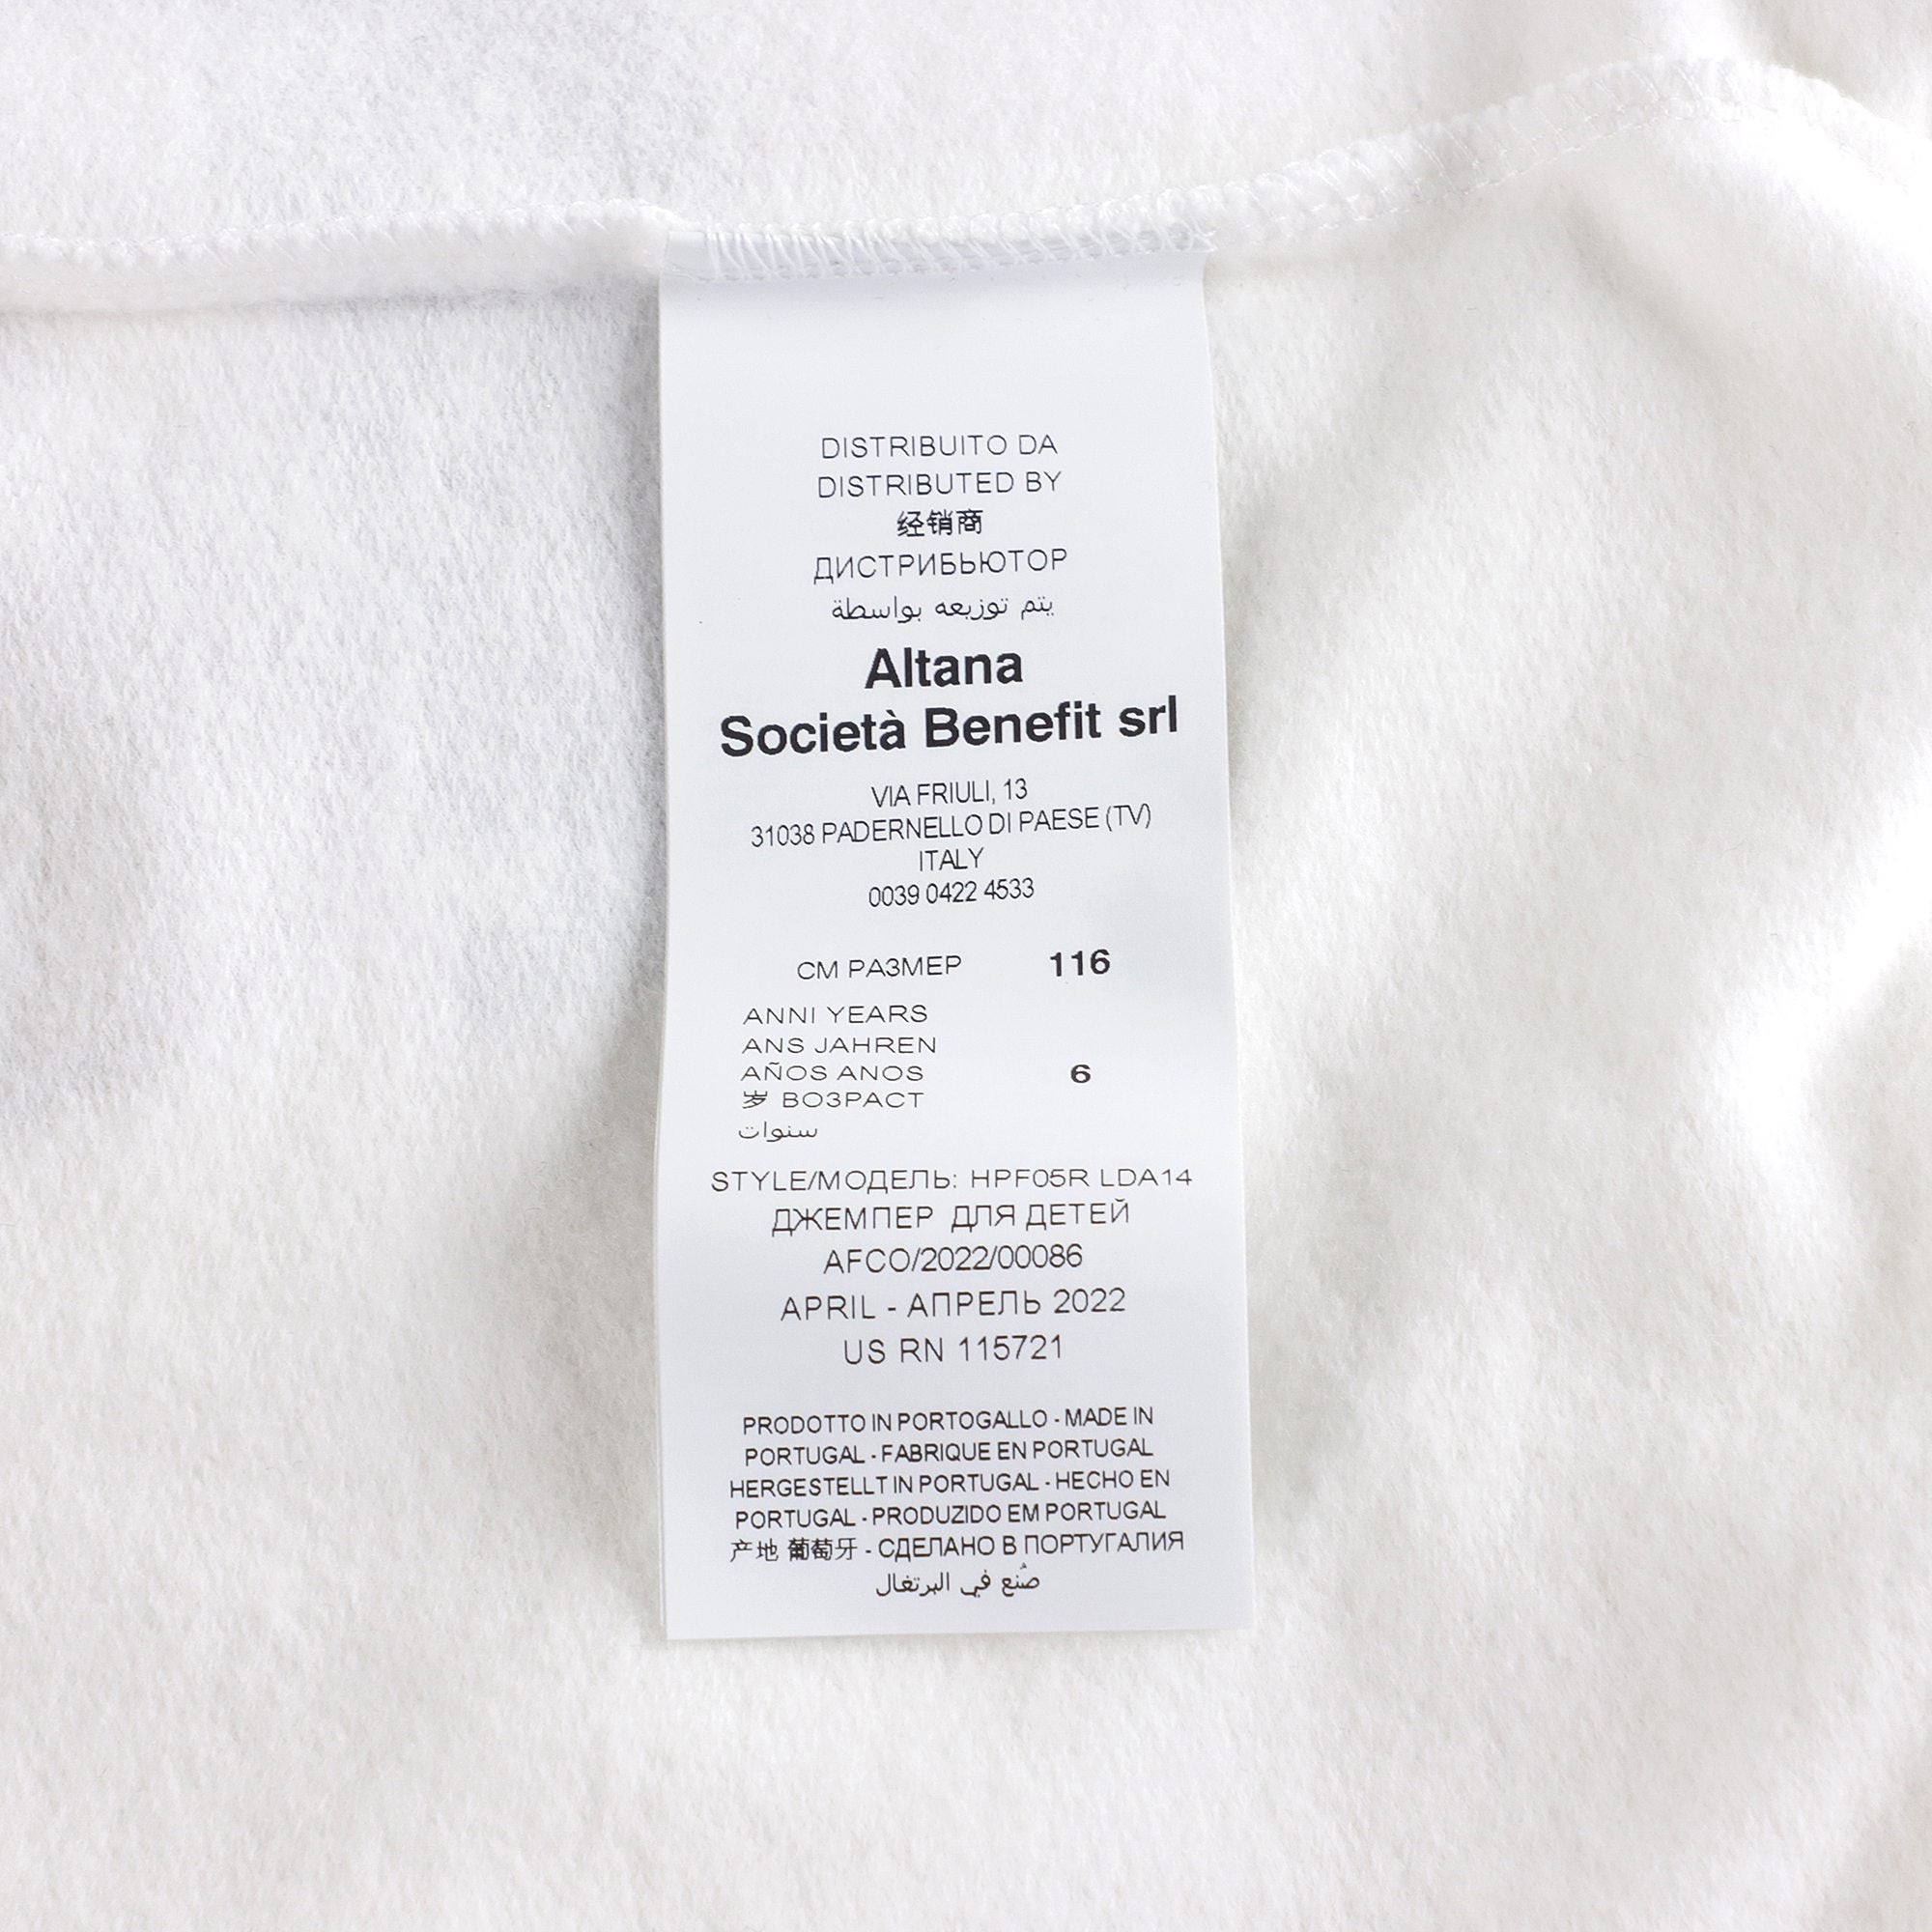 DISTRIBUITO DA
DISTRIBUTED BY
经销商
ДИСТРИБЬЮТОР
يتم توزيعه بواسطة
Altana
Società Benefit srl
VIA FRIULI, 13
31038 PADERNELLO DI PAESE (TV)
ITALY
0039 0422 4533
СМ РАЗМЕР 116
ANNI YEARS
ANS JAHREN
AÑOS ANOS 6
岁 ВОЗРАСТ
سنوات
STYLE/МОДЕЛЬ: HPF05R LDA14
ДЖЕМПЕР ДЛЯ ДЕТЕЙ
AFCO/2022/00086
APRIL - АПРЕЛЬ 2022
US RN 115721
PRODOTTO IN PORTOGALLO - MADE IN
PORTUGAL - FABRIQUE EN PORTUGAL
HERGESTELLT IN PORTUGAL - HECHO EN
PORTUGAL - PRODUZIDO EM PORTUGAL
产地 葡萄牙 - СДЕЛАНО В ПОРТУГАЛИЯ
صُنع في البرتغال